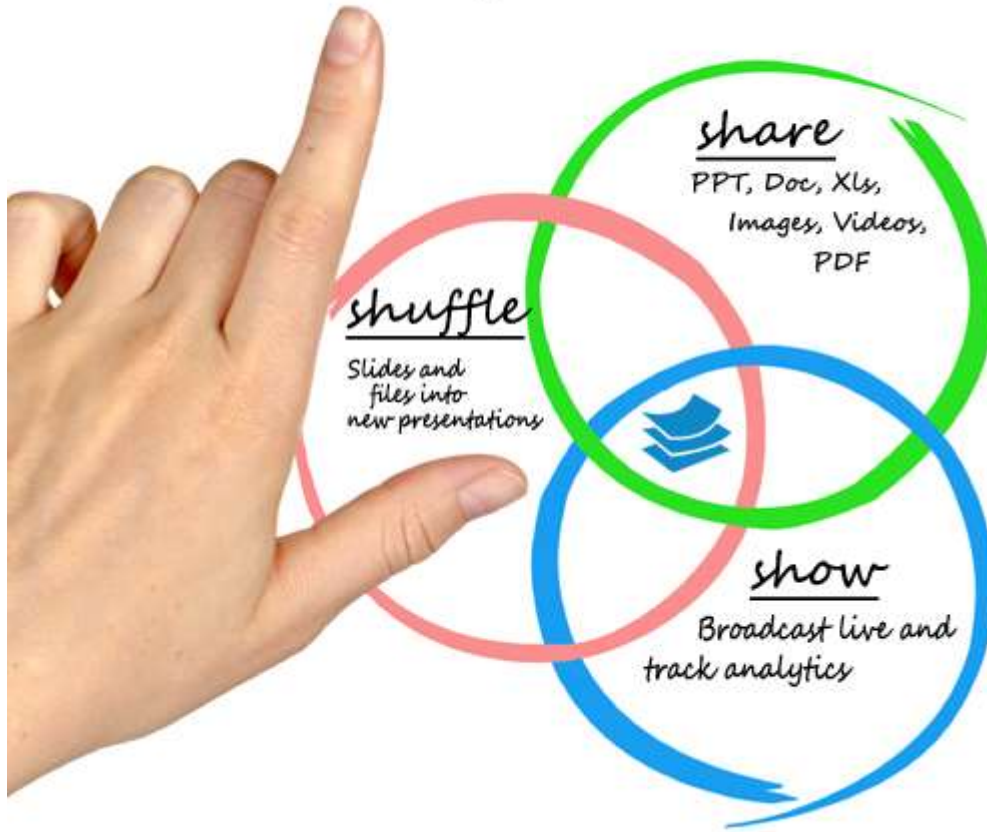 share
PPT, Doc, Xls,
Images, Videos,
PDF
shuffle
Slides and
files into
new presentations
show
Broadcast live and
track analytics